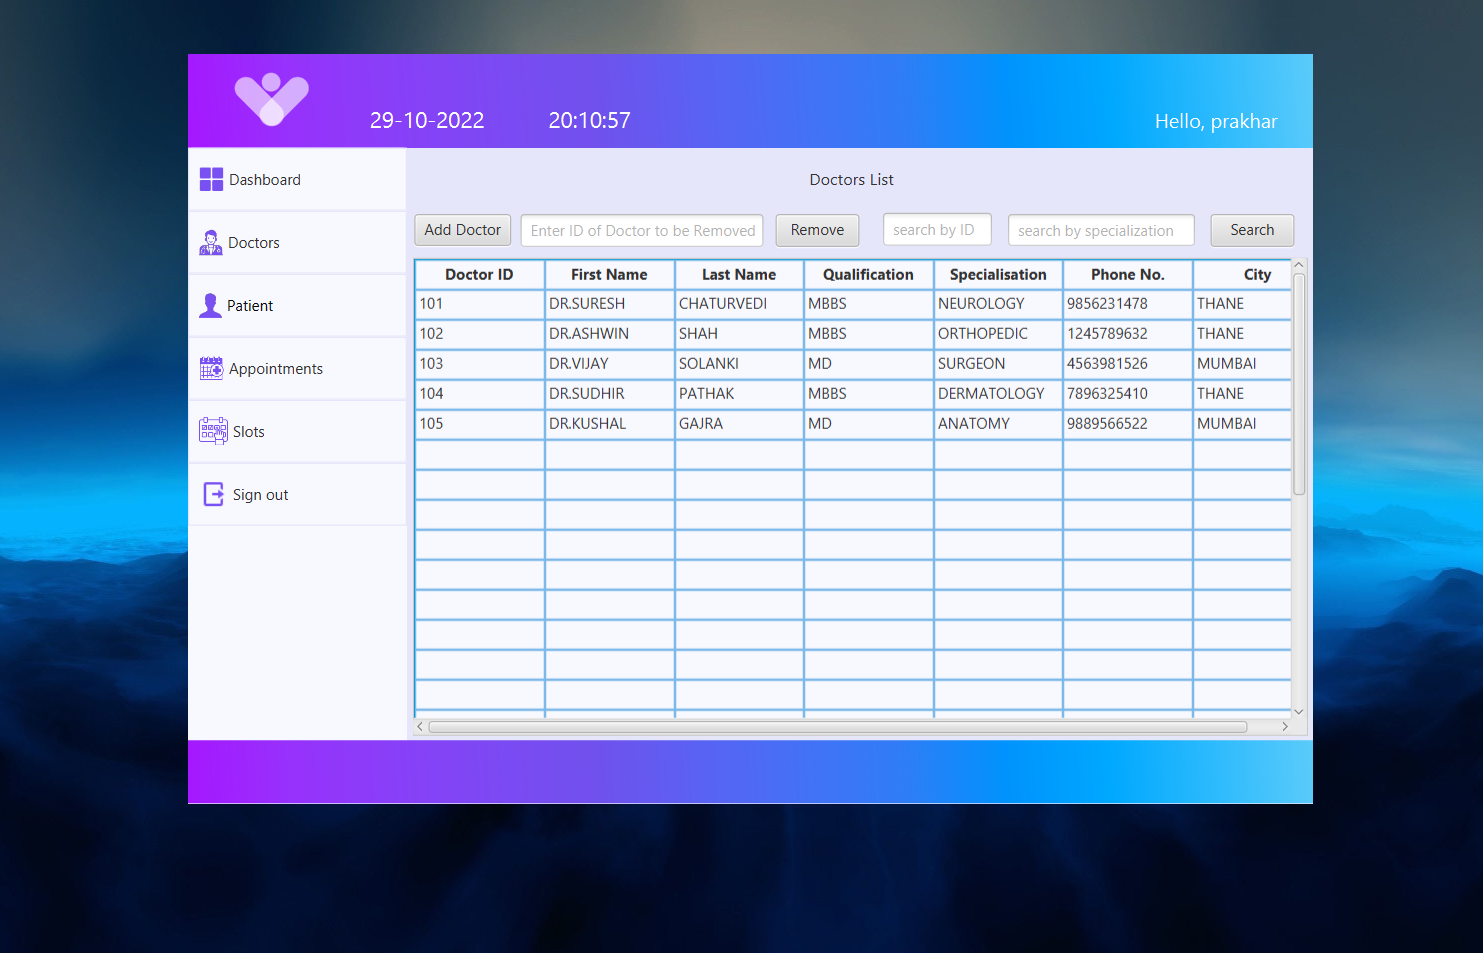 29-10-2022 20:10:57 Hello, prakhar
Dashboard
Doctors
Patient
Appointments
Slots
Sign out
Doctors List
Add Doctor Enter ID of Doctor to be Removed Remove search by ID search by specialization Search
Doctor ID First Name Last Name Qualification Specialisation Phone No. City
101 DR.SURESH CHATURVEDI MBBS NEUROLOGY 9856231478 THANE
102 DR.ASHWIN SHAH MBBS ORTHOPEDIC 1245789632 THANE
103 DR.VIJAY SOLANKI MD SURGEON 4563981526 MUMBAI
104 DR.SUDHIR PATHAK MBBS DERMATOLOGY 7896325410 THANE
105 DR.KUSHAL GAJRA MD ANATOMY 9889566522 MUMBAI